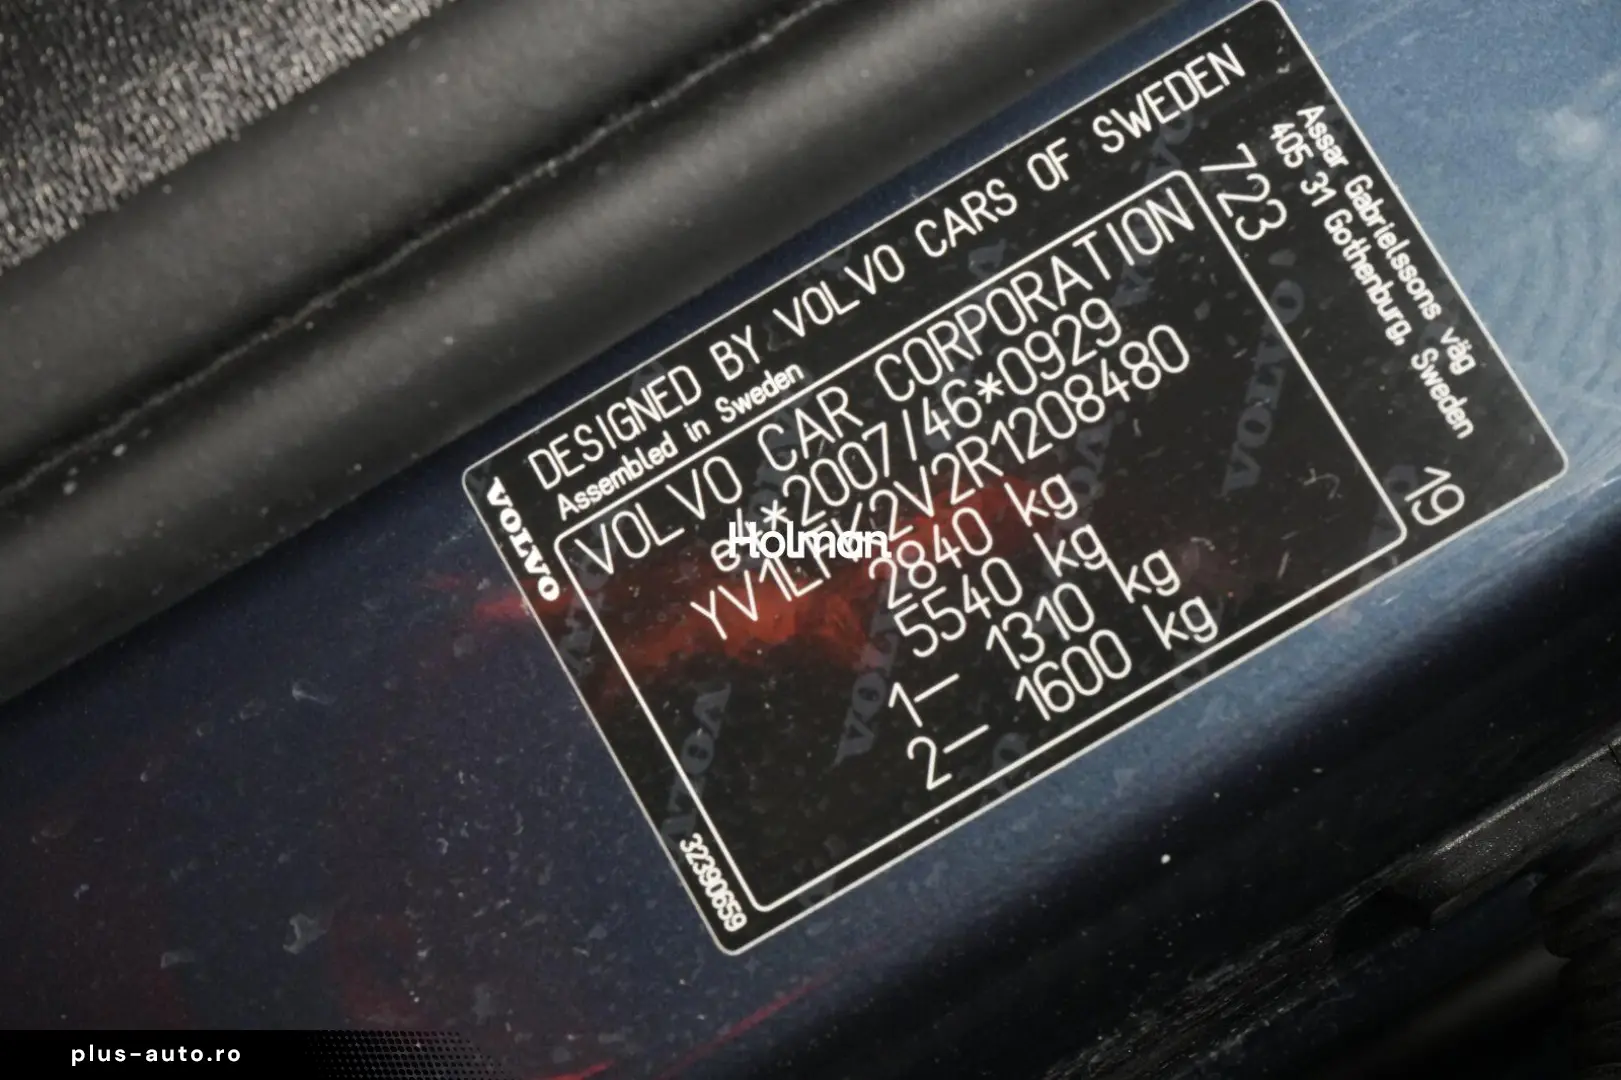 DESIGNED BY VOLVO CARS OF SWEDEN
Assembled in Sweden
VOLVO
VOLVO CAR CORPORATION
*2007/46*0929
2840 kg
5540 kg
1– 1310 kg
2– 1600 kg
723
19
Assar Gabrielssons väg
405 31 Gothenburg, Sweden
32390659
Holman
plus-auto.ro